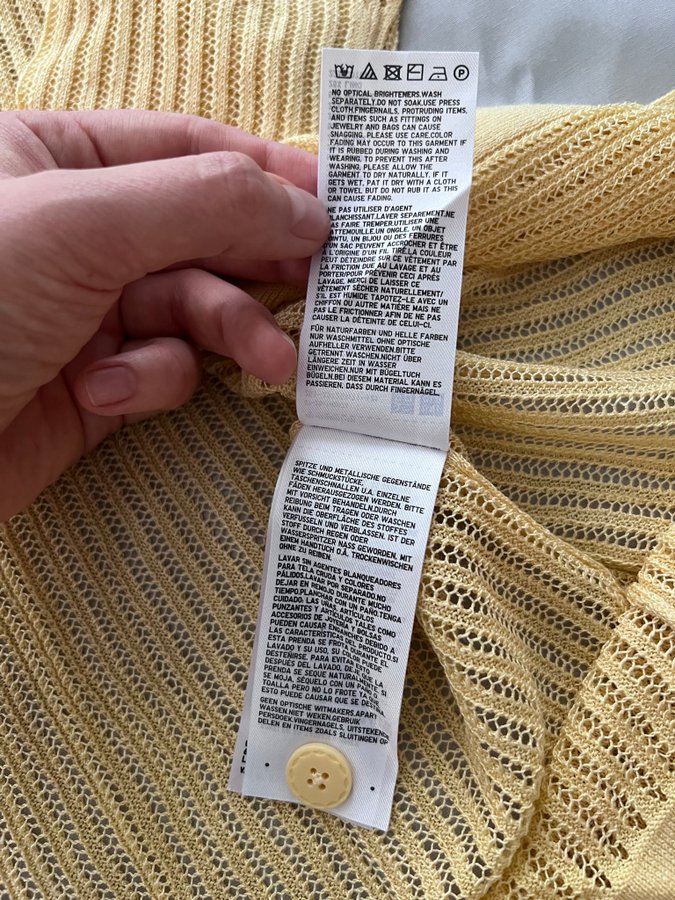 NO OPTICAL BRIGHTENERS.WASH
SEPARATELY.DO NOT SOAK,USE PRESS
CLOTH.FINGERNAILS, PROTRUDING ITEMS,
AND ITEMS SUCH AS FITTINGS ON
JEWELRY AND BAGS CAN CAUSE
SNAGGING. PLEASE USE CARE.COLOR
FADING MAY OCCUR TO THIS GARMENT IF
IT IS RUBBED DURING WASHING AND
WEARING. TO PREVENT THIS AFTER
WASHING, PLEASE ALLOW THE
GARMENT TO DRY NATURALLY. IF IT
GETS WET, PAT IT DRY WITH A CLOTH
OR TOWEL BUT DO NOT RUB IT AS THIS
CAN CAUSE FADING.
NE PAS UTILISER D'AGENT
BLANCHISSANT.LAVER SEPAREMENT.NE
PAS FAIRE TREMPER.UTILISER UNE
PATTEMOUILLE.UN ONGLE, UN OBJET
POINTU, UN BIJOU OU DES FERRURES
D'UN SAC PEUVENT ACCROCHER ET ÊTRE
À L'ORIGINE D'UN FIL TIRÉ.LA COULEUR
PEUT DÉTEINDRE SUR CE VÊTEMENT PAR
LA FRICTION DUE AU LAVAGE ET AU
PORTER/POUR PRÉVENIR CECI APRÈS
LAVAGE, MERCI DE LAISSER CE
VÊTEMENT SÉCHER NATURELLEMENT/
S'IL EST HUMIDE TAPOTEZ-LE AVEC UN
CHIFFON OU AUTRE MATIÈRE MAIS NE
PAS LE FRICTIONNER AFIN DE NE PAS
CAUSER LA DÉTEINTE DE CELUI-CI.
FÜR NATURFARBEN UND HELLE FARBEN
NUR WASCHMITTEL OHNE OPTISCHE
AUFHELLER VERWENDEN.BITTE
GETRENNT WASCHEN.NICHT ÜBER
LÄNGERE ZEIT IN WASSER
EINWEICHEN.NUR MIT BÜGELTUCH
BÜGELN.BEI DIESEM MATERIAL KANN ES
PASSIEREN, DASS DURCH FINGERNÄGEL,
SPITZE UND METALLISCHE GEGENSTÄNDE
WIE SCHMUCKSTÜCKE,
TASCHENSCHNALLEN U.A. EINZELNE
FÄDEN HERAUSGEZOGEN WERDEN. BITTE
MIT VORSICHT BEHANDELN.DURCH
REIBUNG BEIM TRAGEN ODER WASCHEN
KANN DIE OBERFLÄCHE DES STOFFES
VERFUSSELN UND VERBLASSEN. IST DER
STOFF DURCH REGEN ODER
WASSERSPRITZER NASS GEWORDEN, MIT
EINEM HANDTUCH O.Ä. TROCKENWISCHEN
OHNE ZU REIBEN.
LAVAR SIN AGENTES BLANQUEADORES
PARA TELA CRUDA Y COLORES
PÁLIDOS.LAVAR POR SEPARADO.NO
DEJAR EN REMOJO DURANTE MUCHO
TIEMPO.PLANCHAR CON UN PAÑO.TENGA
CUIDADO: LAS UÑAS, ARTÍCULOS
PUNZANTES Y ARTÍCULOS TALES COMO
ACCESORIOS DE JOYERÍA Y BOLSAS
PUEDEN CAUSAR ENGANCHES DEBIDO A
LAS CARACTERÍSTICAS DEL PRODUCTO.SI
ESTA PRENDA SE FROTA DURANTE EL
LAVADO Y SU USO, SU COLOR PUEDE
DESTEÑIRSE. PARA EVITAR ESTO
DESPUÉS DEL LAVADO, DEJE QUE LA
PRENDA SE SEQUE NATURALMENTE. SI
SE MOJA, SÉQUELO CON UN PAÑO O
TOALLA PERO NO LO FROTE YA QUE
ESTO PUEDE CAUSAR QUE SE DESTIÑA.
GEEN OPTISCHE WITMAKERS.APART
WASSEN.NIET WEKEN.GEBRUIK
PERSDOEK.VINGERNAGELS, UITSTEKENDE
DELEN EN ITEMS ZOALS SLUITINGEN OP